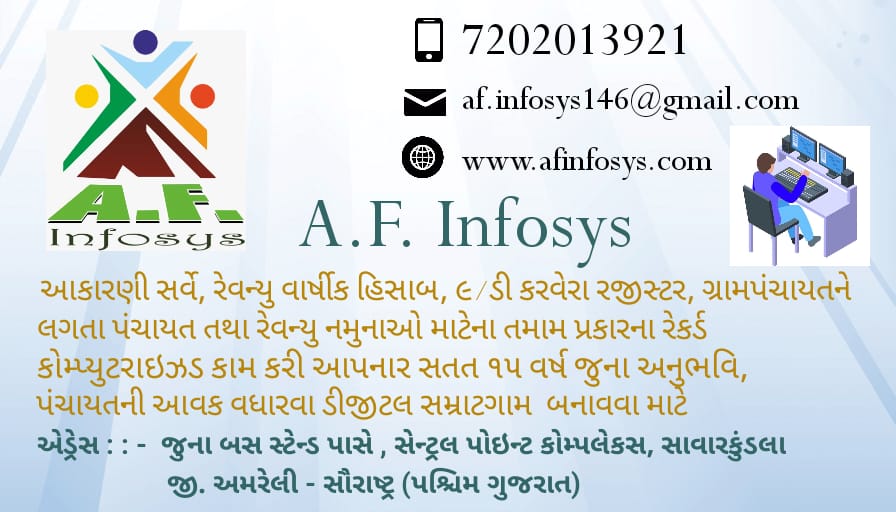 7202013921
af.infosys146@gmail.com
www.afinfosys.com
A.F.
Infosys
A.F. Infosys
આકારણી સર્વે, રેવન્યુ વાર્ષીક હિસાબ, ૯/ડી કરવેરા રજીસ્ટર, ગ્રામપંચાયતને
લગતા પંચાયત તથા રેવન્યુ નમુનાઓ માટેના તમામ પ્રકારના રેકર્ડ
કોમ્પ્યુટરાઇઝડ કામ કરી આપનાર સતત ૧૫ વર્ષ જુના અનુભવિ,
પંચાયતની આવક વધારવા ડીજીટલ સમ્રાટગામ બનાવવા માટે
એડ્રેસ : : - જુના બસ સ્ટેન્ડ પાસે , સેન્ટ્રલ પોઇન્ટ કોમ્પલેકસ, સાવારકુંડલા
જી. અમરેલી - સૌરાષ્ટ્ર (પશ્ચિમ ગુજરાત)